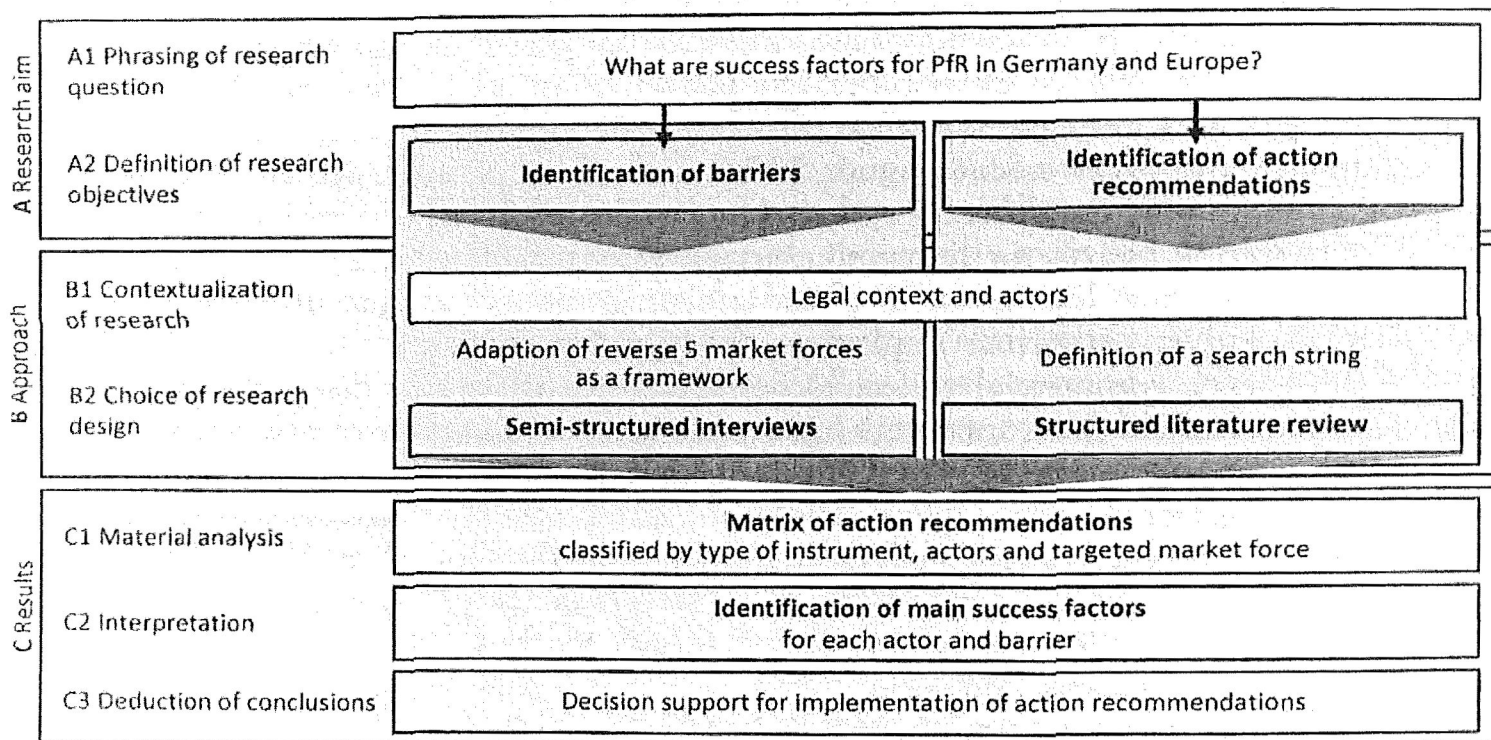 A Research aim
A1 Phrasing of research
question
What are success factors for PfR in Germany and Europe?
A2 Definition of research
objectives
Identification of barriers
Identification of action
recommendations
B Approach
B1 Contextualization
of research
Legal context and actors
Adaption of reverse 5 market forces
as a framework
Definition of a search string
B2 Choice of research
design
Semi-structured interviews
Structured literature review
C Results
C1 Material analysis
Matrix of action recommendations
classified by type of instrument, actors and targeted market force
C2 Interpretation
Identification of main success factors
for each actor and barrier
C3 Deduction of conclusions
Decision support for implementation of action recommendations